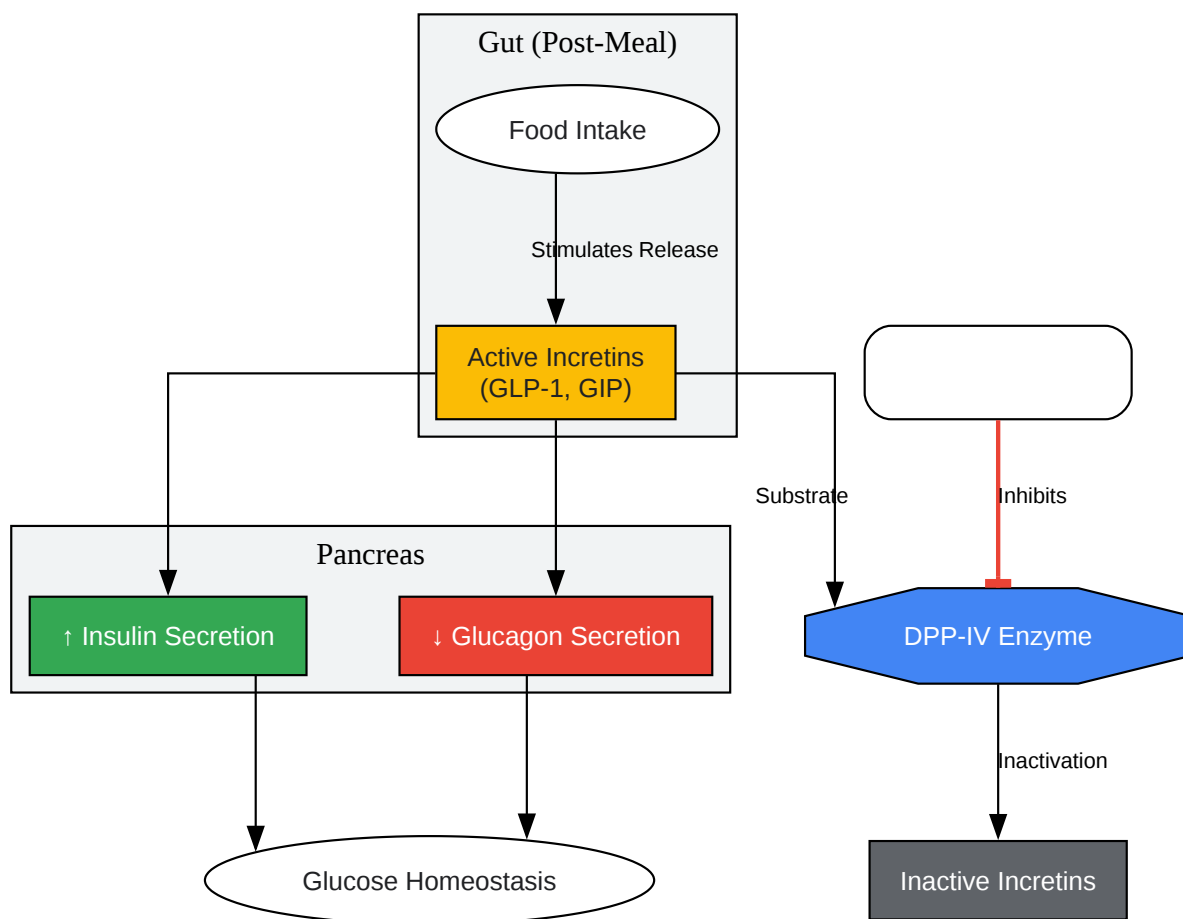 Gut (Post-Meal)
Food Intake
Stimulates Release
Active Incretins
(GLP-1, GIP)
Substrate
Inhibits
Pancreas
↑ Insulin Secretion
↓ Glucagon Secretion
DPP-IV Enzyme
Inactivation
Glucose Homeostasis
Inactive Incretins